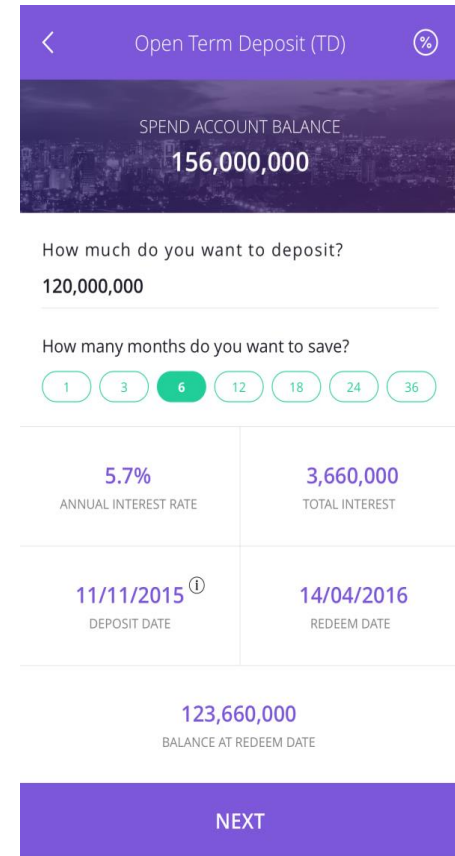 Open Term Deposit (TD) %
SPEND ACCOUNT BALANCE
156,000,000
How much do you want to deposit?
120,000,000
How many months do you want to save?
1 3 6 12 18 24 36
5.7% 3,660,000
ANNUAL INTEREST RATE TOTAL INTEREST
11/11/2015 i 14/04/2016
DEPOSIT DATE REDEEM DATE
123,660,000
BALANCE AT REDEEM DATE
NEXT